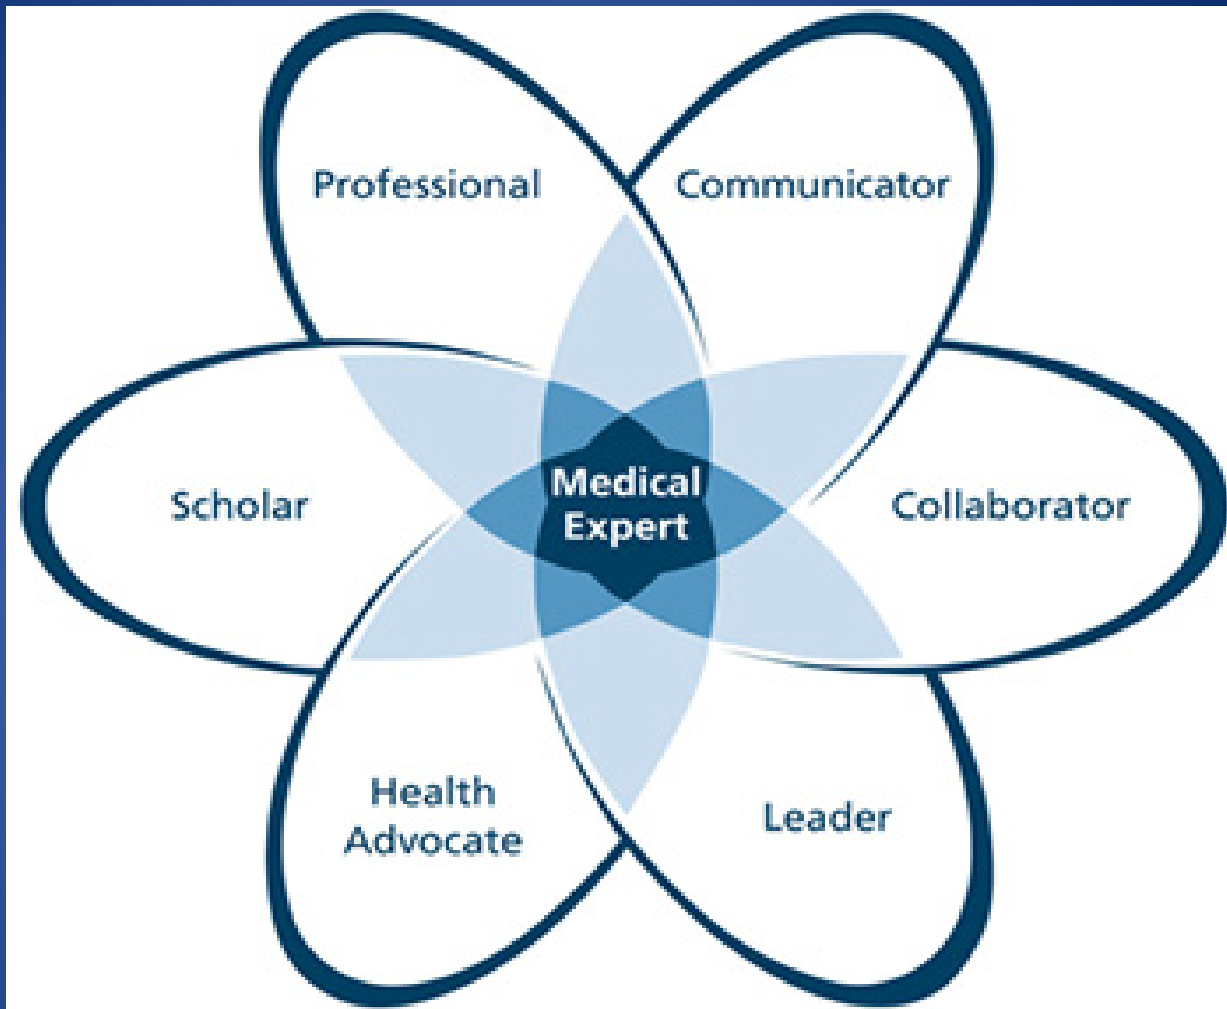 Professional
Communicator
Medical
Expert
Scholar
Collaborator
Health
Advocate
Leader